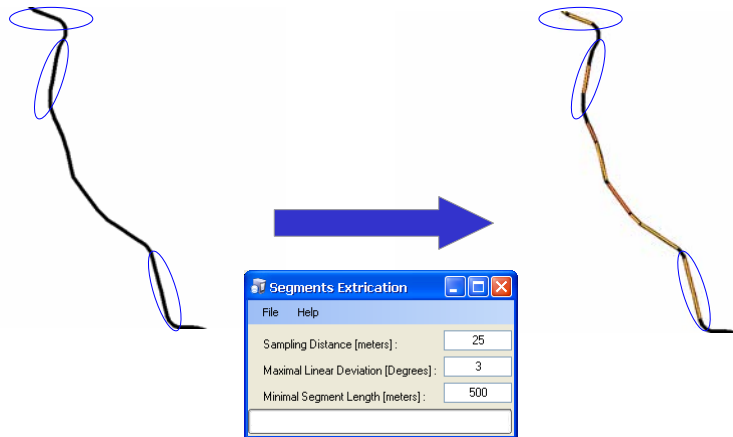 Segments Extrication
File Help
Sampling Distance [meters] : 25
Maximal Linear Deviation [Degrees] : 3
Minimal Segment Length [meters] : 500